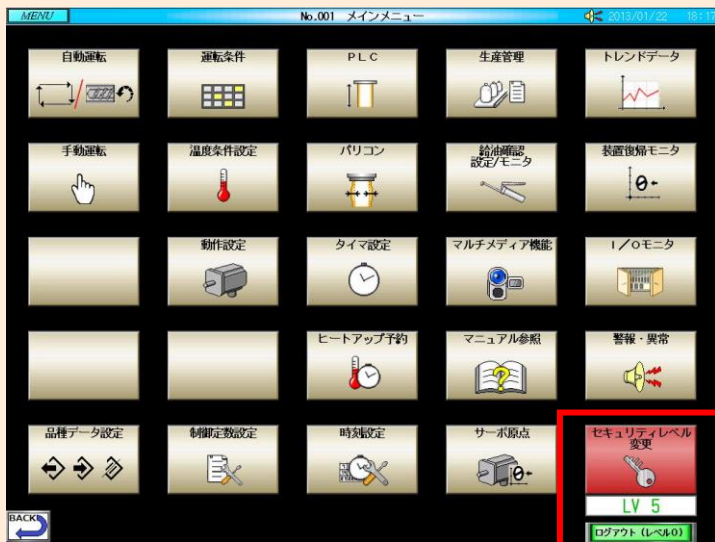 MENU No.001 メインメニュー 2013/01/22 18:17
自動運転 運転条件 PLC 生産管理 トレンドデータ
手動運転 温度条件設定 パリコン 給油確認 装置復帰モニタ
設定/モニタ
動作設定 タイマ設定 マルチメディア機能 I/Oモニタ
ヒートアップ予約 マニュアル参照 警報・異常
品種データ設定 制御定数設定 時刻設定 サーボ原点 セキュリティレベル
変更
LV 5
BACK ログアウト (レベル0)